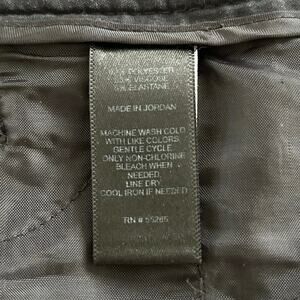 POLYESTER
VISCOSE
ELASTANE
MADE IN JORDAN
MACHINE WASH COLD
WITH LIKE COLORS,
GENTLE CYCLE.
ONLY NON-CHLORINE
BLEACH WHEN
NEEDED.
LINE DRY.
COOL IRON IF NEEDED
RN #